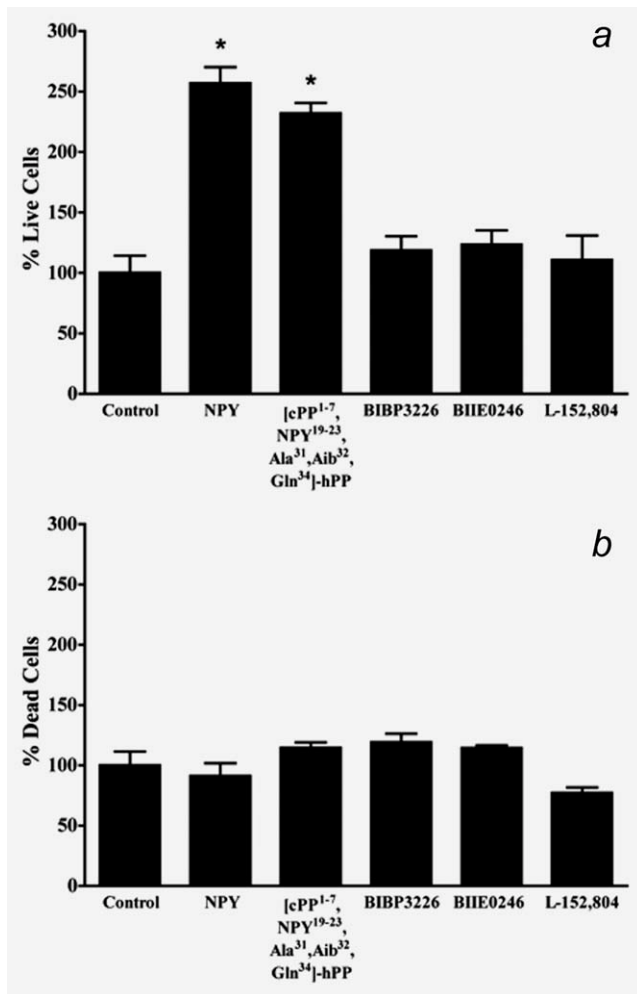 a
% Live Cells
300
250
200
150
100
50
0
* *
Control NPY [cPP1-7, BIBP3226 BIIE0246 L-152,804
NPY19-23,
Ala31,Aib32,
Gln34]-hPP
b
% Dead Cells
300
250
200
150
100
50
0
Control NPY [cPP1-7, BIBP3226 BIIE0246 L-152,804
NPY19-23,
Ala31,Aib32,
Gln34]-hPP